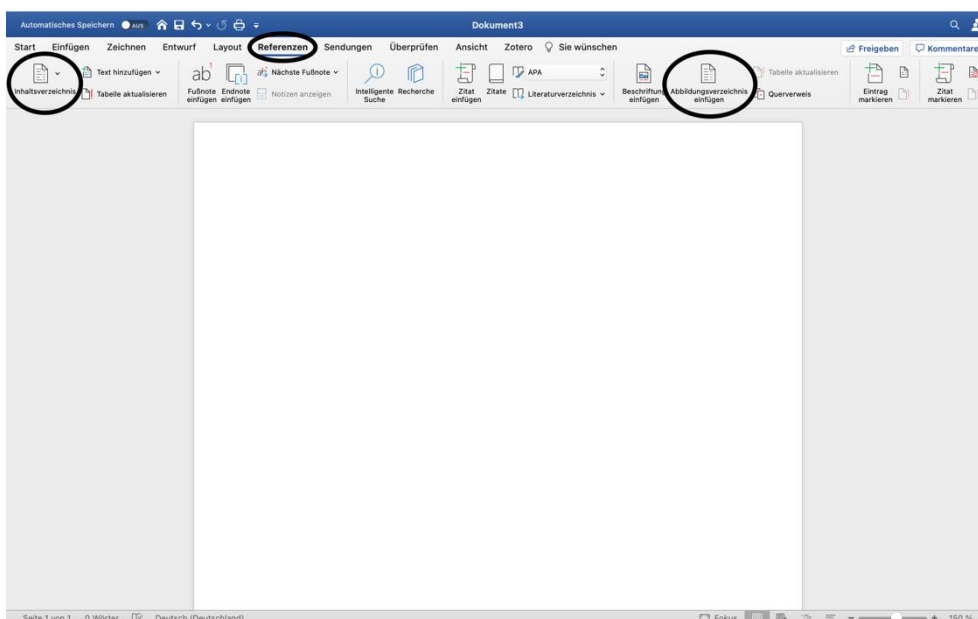 Automatisches Speichern AUS Dokument3
Start Einfügen Zeichnen Entwurf Layout Referenzen Sendungen Überprüfen Ansicht Zotero Sie wünschen Freigeben Kommentare
Inhaltsverzeichnis
Text hinzufügen
Tabelle aktualisieren
ab
Fußnote einfügen
Endnote einfügen
Nächste Fußnote
Notizen anzeigen
Intelligente Suche
Recherche
Zitat einfügen
Zitate
APA
Literaturverzeichnis
Beschriftung einfügen
Abbildungsverzeichnis einfügen
Tabelle aktualisieren
Querverweis
Eintrag markieren
Zitat markieren
Seite 1 von 1 0 Wörter Deutsch (Deutschland) Fokus 150 %